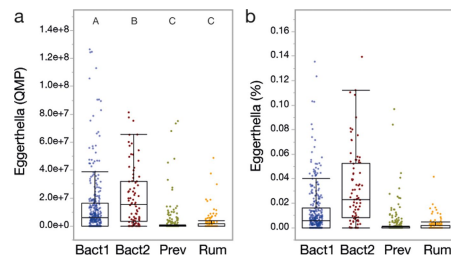 a
A B C C
Eggerthella (QMP)
1.4e+8
1.2e+8
1.0e+8
8.0e+7
6.0e+7
4.0e+7
2.0e+7
0.0e+0
Bact1 Bact2 Prev Rum
b
Eggerthella (%)
0.16
0.14
0.12
0.10
0.08
0.06
0.04
0.02
0.00
Bact1 Bact2 Prev Rum